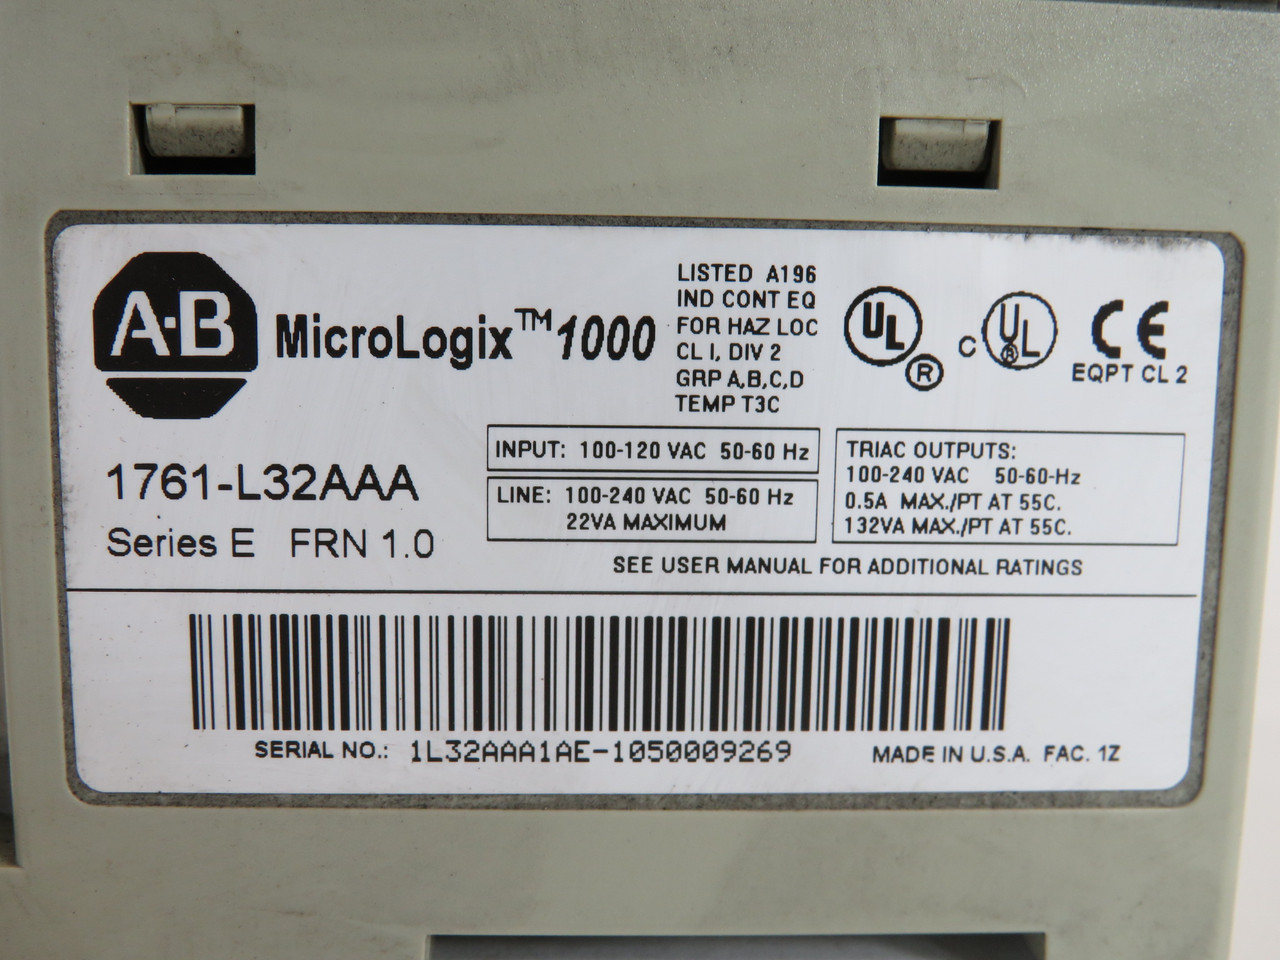 A·B
MicroLogix™1000
LISTED A196
IND CONT EQ
FOR HAZ LOC
CL I, DIV 2
GRP A,B,C,D
TEMP T3C
UL
®
C
UL
®
CE
EQPT CL 2
1761-L32AAA
Series E FRN 1.0
INPUT: 100-120 VAC 50-60 Hz
LINE: 100-240 VAC 50-60 Hz
22VA MAXIMUM
TRIAC OUTPUTS:
100-240 VAC 50-60-Hz
0.5A MAX./PT AT 55C.
132VA MAX./PT AT 55C.
SEE USER MANUAL FOR ADDITIONAL RATINGS
SERIAL NO.: 1L32AAA1AE-1050009269
MADE IN U.S.A. FAC. 1Z